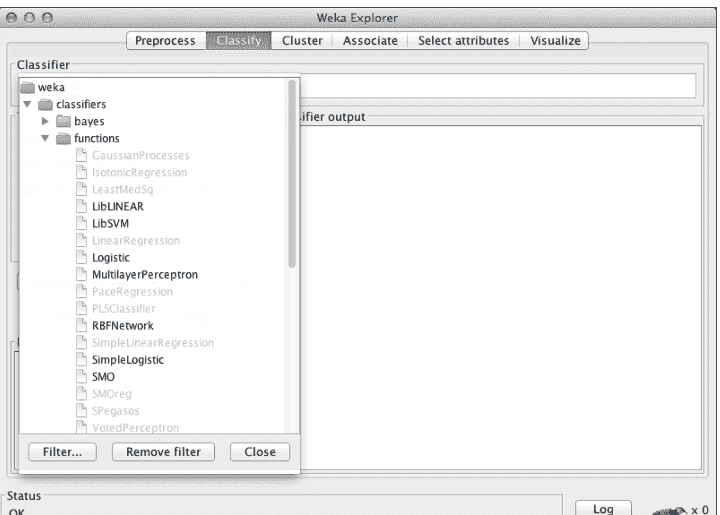 Weka Explorer
Preprocess Classify Cluster Associate Select attributes Visualize
Classifier
weka
classifiers
bayes
ifier output
functions
GaussianProcesses
IsotonicRegression
LeastMedSq
LibLINEAR
LibSVM
LinearRegression
Logistic
MultilayerPerceptron
PaceRegression
PLSClassifier
RBFNetwork
SimpleLinearRegression
SimpleLogistic
SMO
SMOreg
SPegasos
VotedPerceptron
Filter... Remove filter Close
Status
OK
Log
x 0